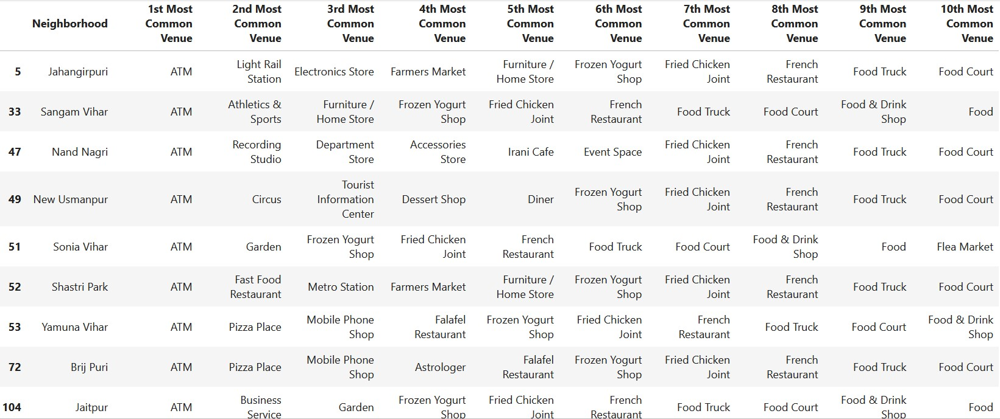 Neighborhood 1st Most Common Venue 2nd Most Common Venue 3rd Most Common Venue 4th Most Common Venue 5th Most Common Venue 6th Most Common Venue 7th Most Common Venue 8th Most Common Venue 9th Most Common Venue 10th Most Common Venue
5 Jahangirpuri ATM Light Rail Station Electronics Store Farmers Market Furniture / Home Store Frozen Yogurt Shop Fried Chicken Joint French Restaurant Food Truck Food Court
33 Sangam Vihar ATM Athletics & Sports Furniture / Home Store Frozen Yogurt Shop Fried Chicken Joint French Restaurant Food Truck Food Court Food & Drink Shop Food
47 Nand Nagri ATM Recording Studio Department Store Accessories Store Irani Cafe Event Space Fried Chicken Joint French Restaurant Food Truck Food Court
49 New Usmanpur ATM Circus Tourist Information Center Dessert Shop Diner Frozen Yogurt Shop Fried Chicken Joint French Restaurant Food Truck Food Court
51 Sonia Vihar ATM Garden Frozen Yogurt Shop Fried Chicken Joint French Restaurant Food Truck Food Court Food & Drink Shop Food Flea Market
52 Shastri Park ATM Fast Food Restaurant Metro Station Farmers Market Furniture / Home Store Frozen Yogurt Shop Fried Chicken Joint French Restaurant Food Truck Food Court
53 Yamuna Vihar ATM Pizza Place Mobile Phone Shop Falafel Restaurant Frozen Yogurt Shop Fried Chicken Joint French Restaurant Food Truck Food Court Food & Drink Shop
72 Brij Puri ATM Pizza Place Mobile Phone Shop Astrologer Falafel Restaurant Frozen Yogurt Shop Fried Chicken Joint French Restaurant Food Truck Food Court
104 Jaitpur ATM Business Service Garden Frozen Yogurt Shop Fried Chicken Joint French Restaurant Food Truck Food Court Food & Drink Shop Food